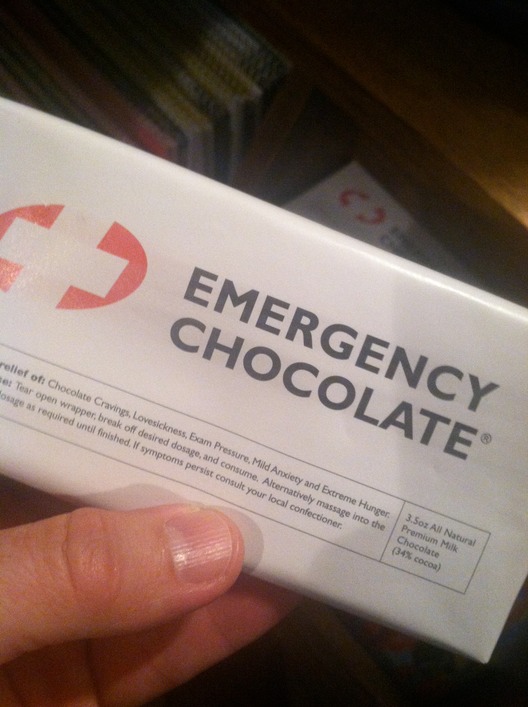 EMERGENCY
CHOCOLATE®
relief of: Chocolate Cravings, Lovesickness, Exam Pressure, Mild Anxiety and Extreme Hunger.
Tear open wrapper, break off desired dosage, and consume. Alternatively massage into the
dosage as required until finished. If symptoms persist consult your local confectioner.
3.5oz All Natural
Premium Milk
Chocolate
(34% cocoa)